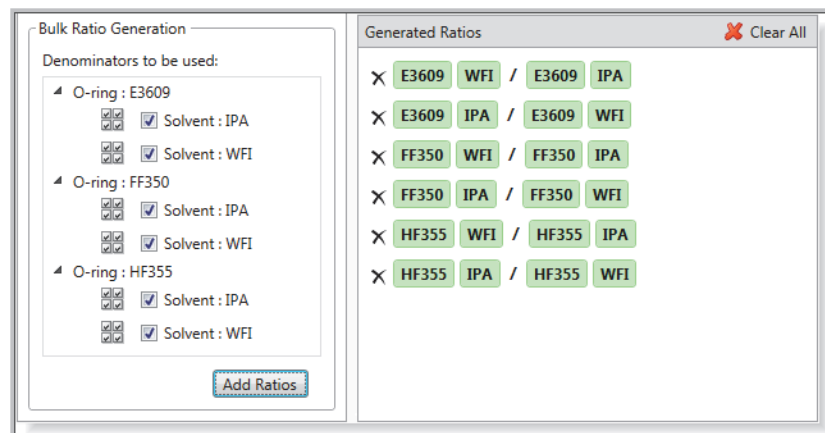 Bulk Ratio Generation
Denominators to be used:
O-ring : E3609
Solvent : IPA
Solvent : WFI
O-ring : FF350
Solvent : IPA
Solvent : WFI
O-ring : HF355
Solvent : IPA
Solvent : WFI
Add Ratios
Generated Ratios Clear All
E3609 WFI / E3609 IPA
E3609 IPA / E3609 WFI
FF350 WFI / FF350 IPA
FF350 IPA / FF350 WFI
HF355 WFI / HF355 IPA
HF355 IPA / HF355 WFI